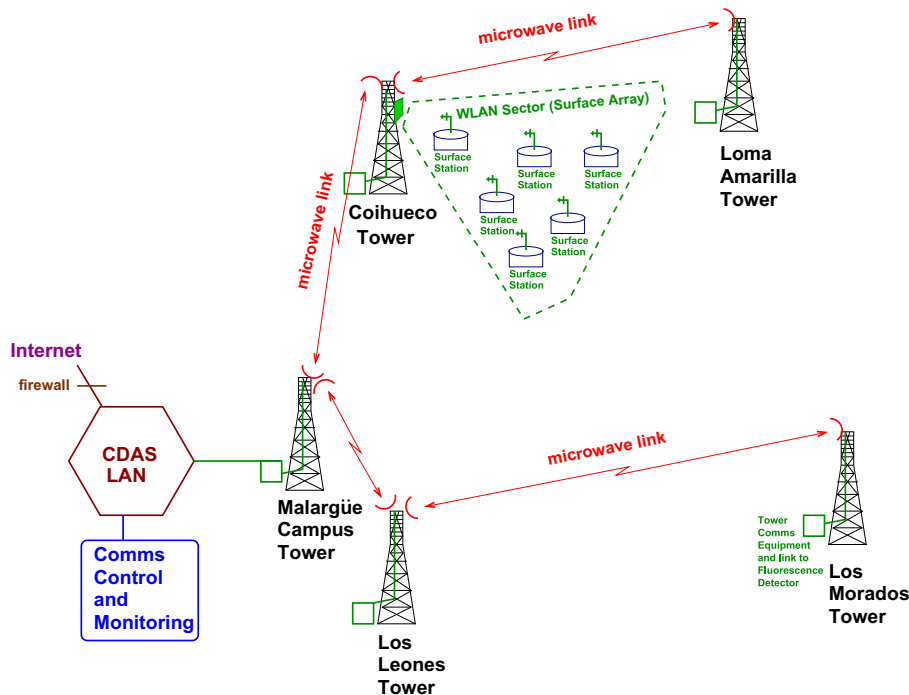 microwave link
WLAN Sector (Surface Array)
Surface
Station
Surface
Station
Surface
Station
Surface
Station
Surface
Station
Surface
Station
Loma
Amarilla
Tower
Coihueco
Tower
microwave link
Internet
firewall
CDAS
LAN
Malargüe
Campus
Tower
microwave link
Comms
Control
and
Monitoring
Los
Leones
Tower
Tower
Comms
Equipment
and link to
Fluorescence
Detector
Los
Morados
Tower